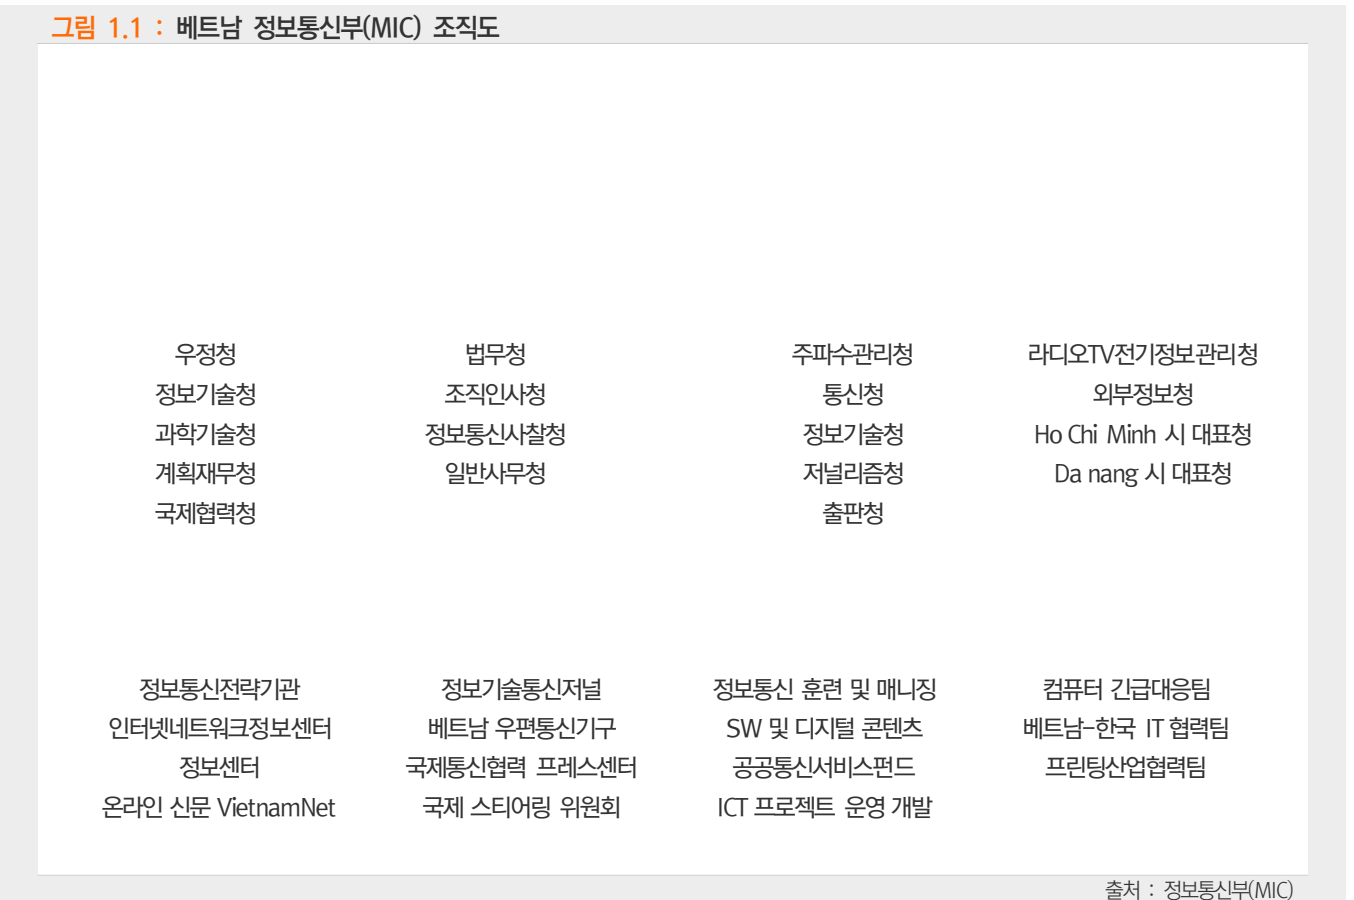 그림 1.1 : 베트남 정보통신부(MIC) 조직도
우정청
정보기술청
과학기술청
계획재무청
국제협력청
법무청
조직인사청
정보통신사찰청
일반사무청
주파수관리청
통신청
정보기술청
저널리즘청
출판청
라디오TV전기정보관리청
외부정보청
Ho Chi Minh 시 대표청
Da nang 시 대표청
정보통신전략기관
인터넷네트워크정보센터
정보센터
온라인 신문 VietnamNet
정보기술통신저널
베트남 우편통신기구
국제통신협력 프레스센터
국제 스티어링 위원회
정보통신 훈련 및 매니징
SW 및 디지털 콘텐츠
공공통신서비스펀드
ICT 프로젝트 운영 개발
컴퓨터 긴급대응팀
베트남-한국 IT 협력팀
프린팅산업협력팀
출처 : 정보통신부(MIC)